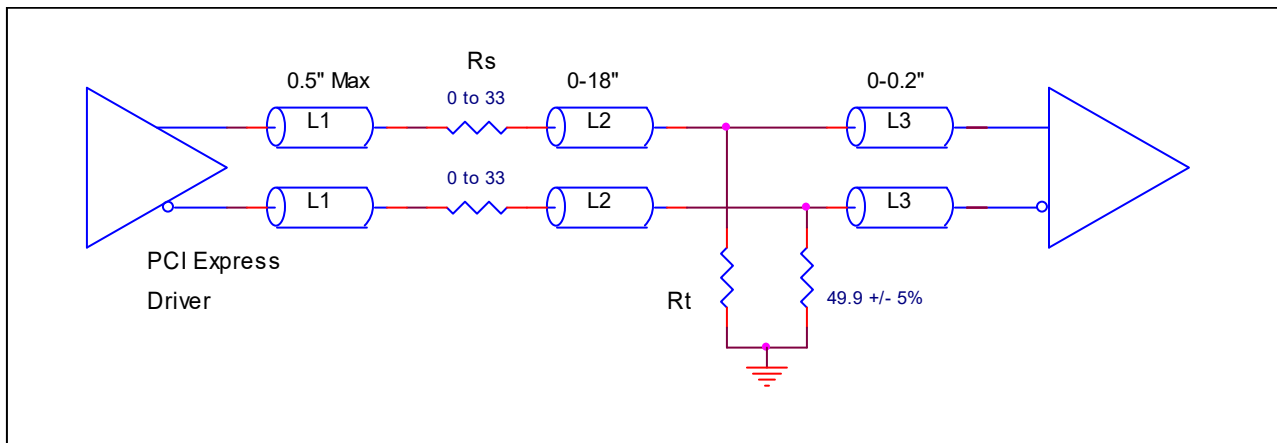 Rs
0.5" Max
0-18"
0-0.2"
0 to 33
L1
L2
L3
0 to 33
L1
L2
L3
PCI Express
Driver
Rt
49.9 +/- 5%